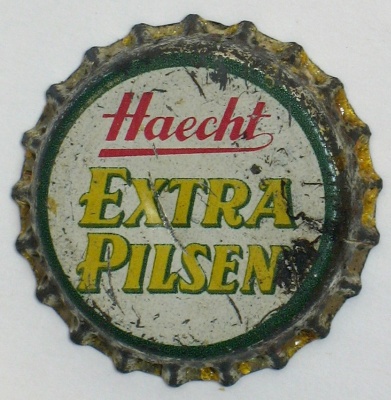 Haecht
EXTRA
PILSEN